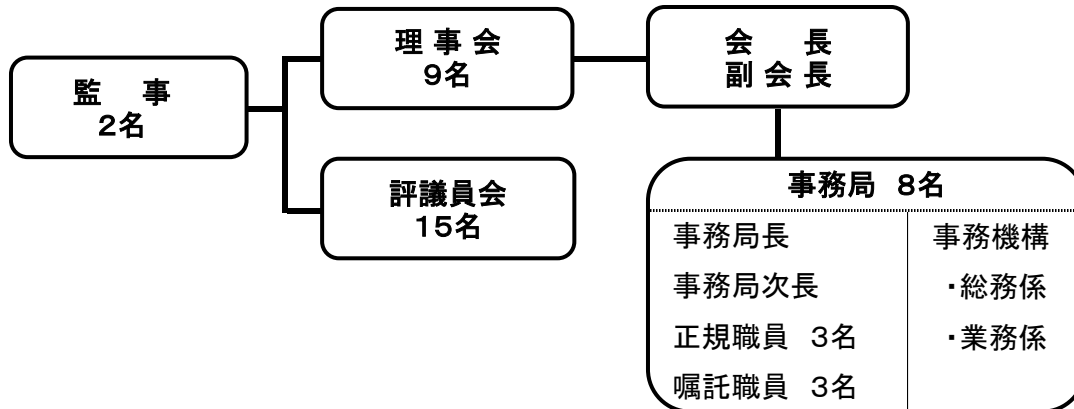 監　事
2名
理 事 会
9名
評議員会
15名
会　　長
副 会 長
事務局　8名
事務局長
事務局次長
正規職員　3名
嘱託職員　3名
事務機構
・総務係
・業務係